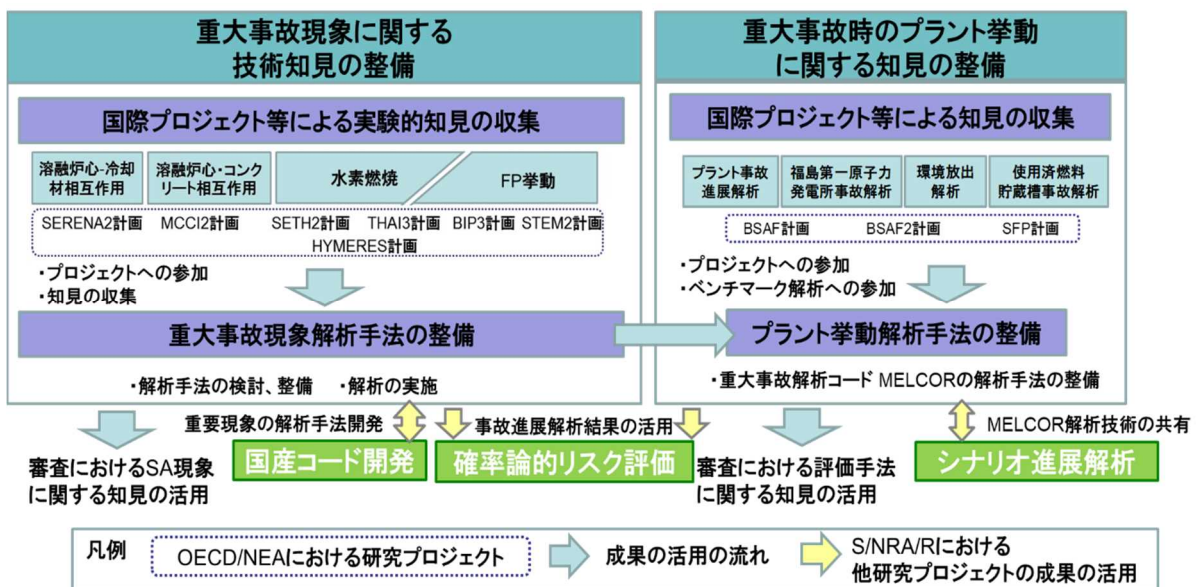 重大事故現象に関する
技術知見の整備
国際プロジェクト等による実験的知見の収集
溶融炉心-冷却
材相互作用
溶融炉心・コンク
リート相互作用
水素燃焼
FP挙動
SERENA2計画
MCCI2計画
SETH2計画
THAI3計画
BIP3計画
STEM2計画
HYMERES計画
・プロジェクトへの参加
・知見の収集
重大事故現象解析手法の整備
・解析手法の検討、整備
・解析の実施
重大事故時のプラント挙動
に関する知見の整備
国際プロジェクト等による知見の収集
プラント事故
進展解析
福島第一原子力
発電所事故解析
環境放出
解析
使用済燃料
貯蔵槽事故解析
BSAF計画
BSAF2計画
SFP計画
・プロジェクトへの参加
・ベンチマーク解析への参加
プラント挙動解析手法の整備
・重大事故解析コード MELCORの解析手法の整備
重要現象の解析手法開発
事故進展解析結果の活用
MELCOR解析技術の共有
審査におけるSA現象
に関する知見の活用
国産コード開発
確率論的リスク評価
審査における評価手法
に関する知見の活用
シナリオ進展解析
凡例
OECD/NEAにおける研究プロジェクト
成果の活用の流れ
S/NRA/Rにおける
他研究プロジェクトの成果の活用